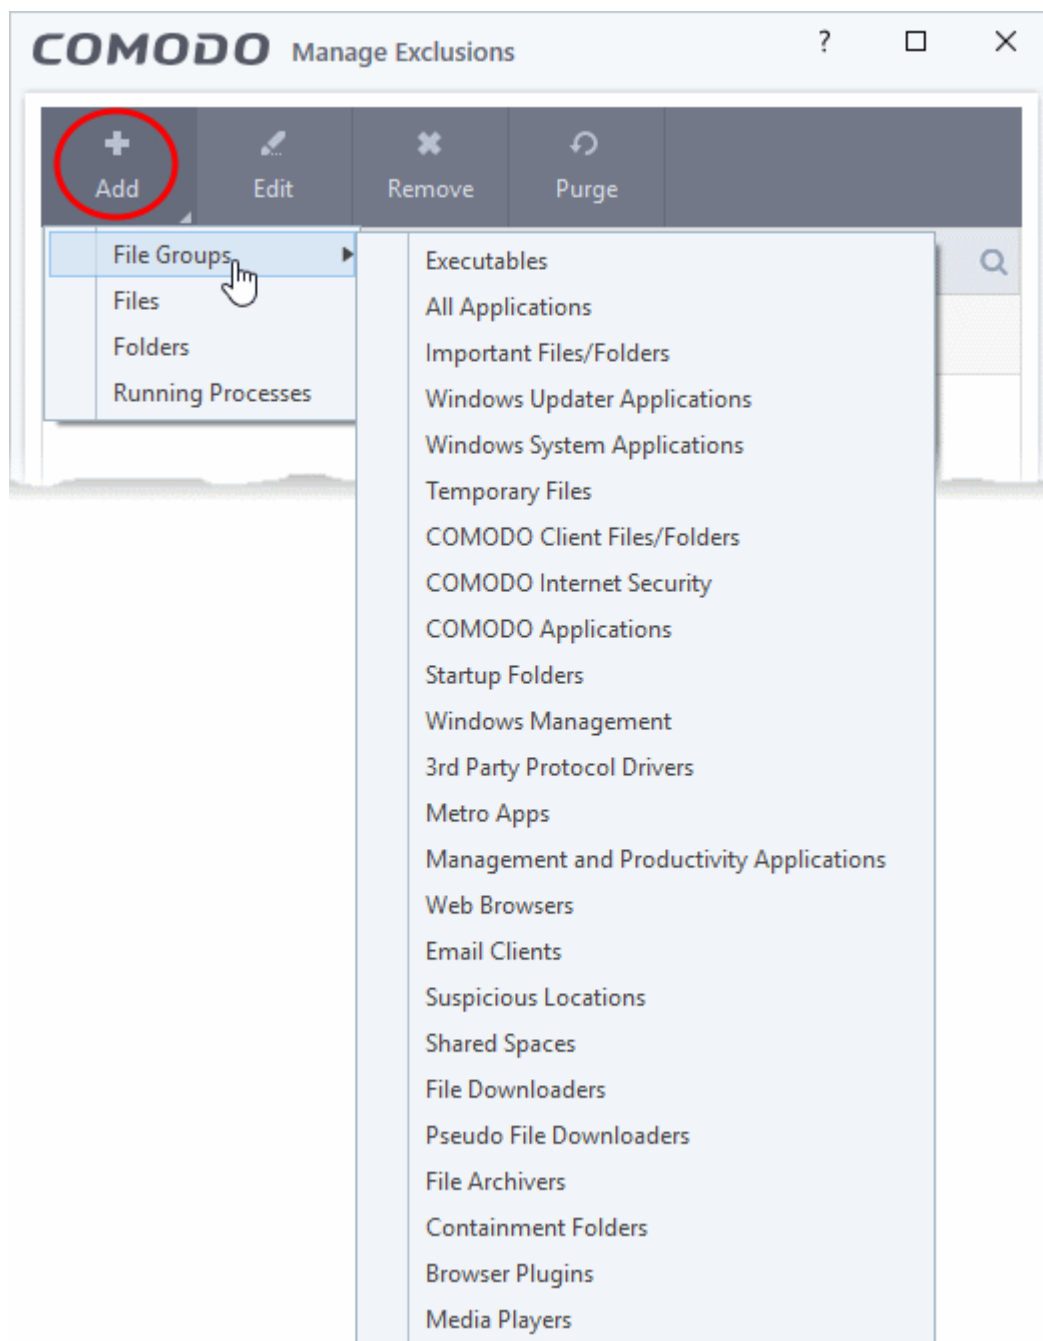 COMODO Manage Exclusions ?
Add Edit Remove Purge
File Groups
Files
Folders
Running Processes
Executables
All Applications
Important Files/Folders
Windows Updater Applications
Windows System Applications
Temporary Files
COMODO Client Files/Folders
COMODO Internet Security
COMODO Applications
Startup Folders
Windows Management
3rd Party Protocol Drivers
Metro Apps
Management and Productivity Applications
Web Browsers
Email Clients
Suspicious Locations
Shared Spaces
File Downloaders
Pseudo File Downloaders
File Archivers
Containment Folders
Browser Plugins
Media Players